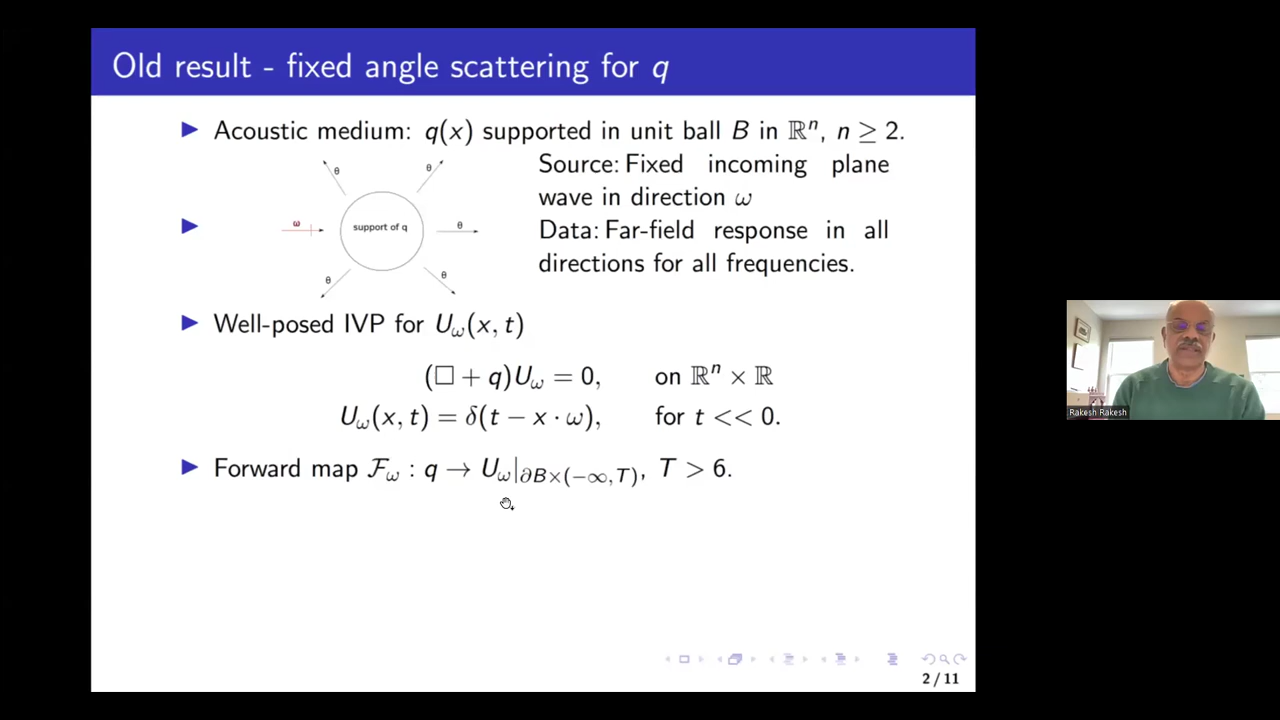 Old result - fixed angle scattering for q
▶ Acoustic medium: q(x) supported in unit ball B in ℝⁿ, n ≥ 2.
θ θ
ω support of q θ
θ θ
▶ Source: Fixed incoming plane
wave in direction ω
Data: Far-field response in all
directions for all frequencies.
▶ Well-posed IVP for U_ω(x, t)
(□ + q)U_ω = 0, on ℝⁿ × ℝ
U_ω(x, t) = δ(t − x · ω), for t << 0.
▶ Forward map ℱ_ω : q → U_ω|_{∂B×(−∞,T)}, T > 6.
2 / 11
Rakesh Rakesh